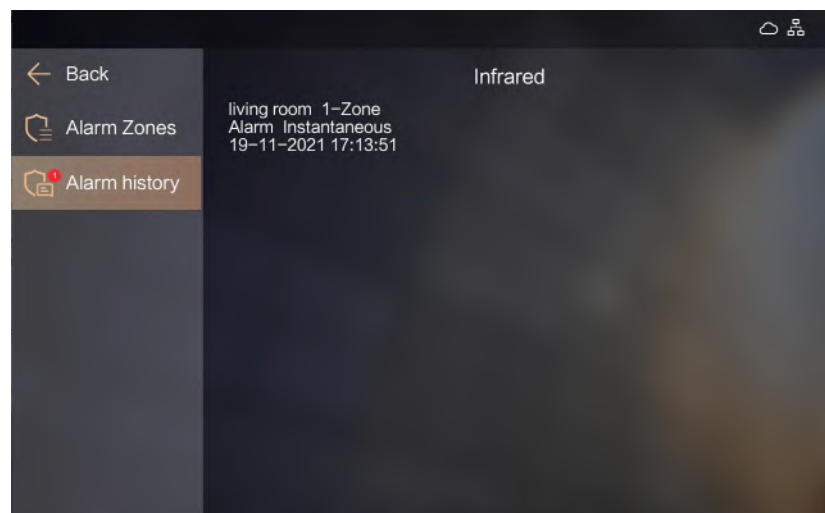 Back
Alarm Zones
1
Alarm history
Infrared
living room 1-Zone
Alarm Instantaneous
19-11-2021 17:13:51